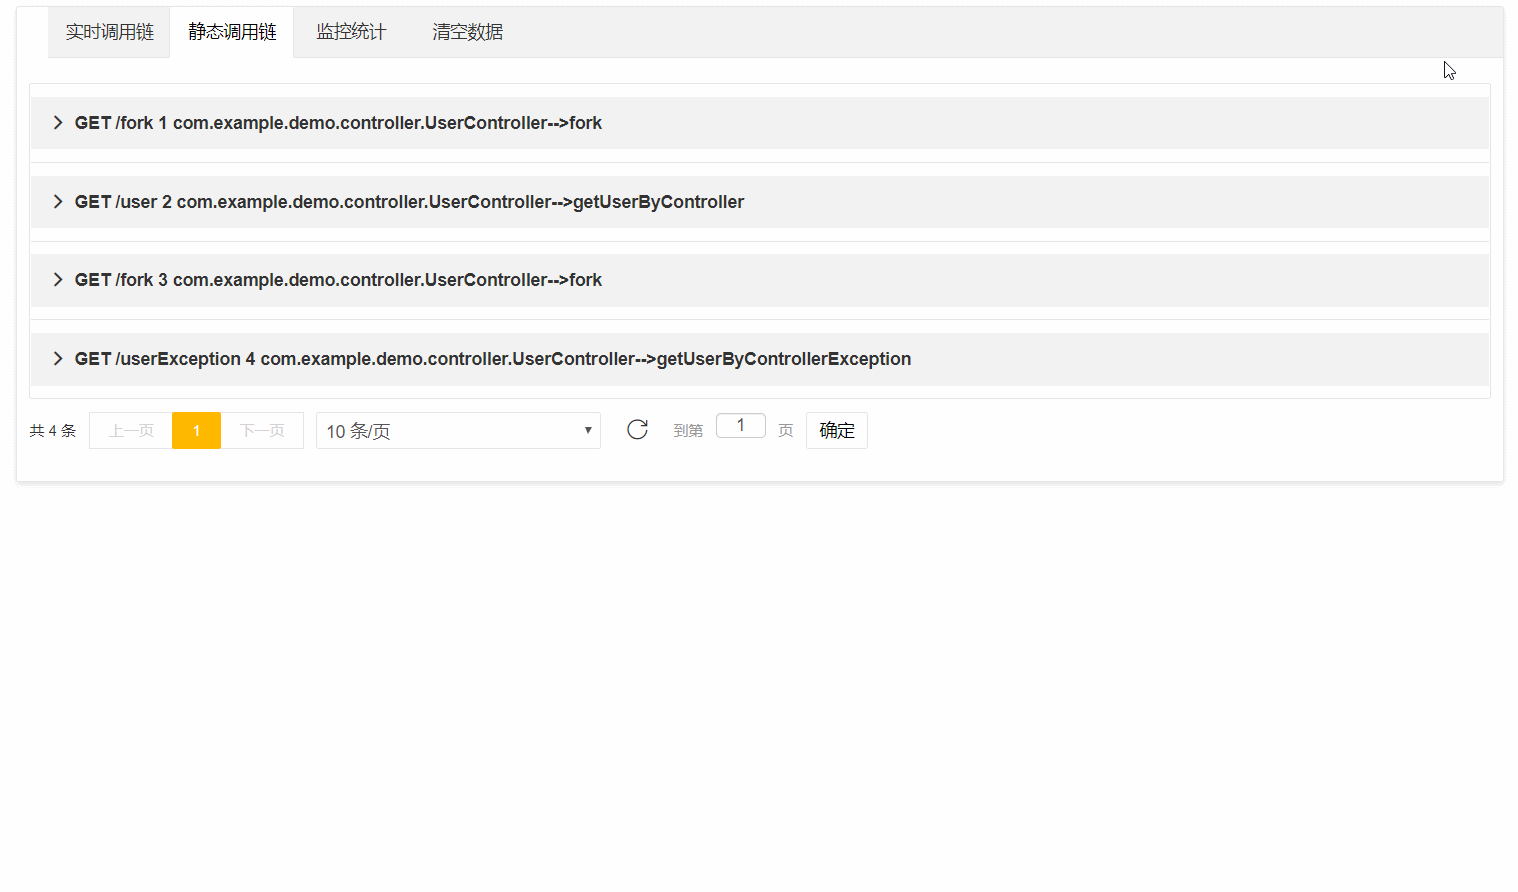 实时调用链 静态调用链 监控统计 清空数据
GET /fork 1 com.example.demo.controller.UserController-->fork
GET /user 2 com.example.demo.controller.UserController-->getUserByController
GET /fork 3 com.example.demo.controller.UserController-->fork
GET /userException 4 com.example.demo.controller.UserController-->getUserByControllerException
共 4 条 上一页 1 下一页 10 条/页 到第 1 页 确定